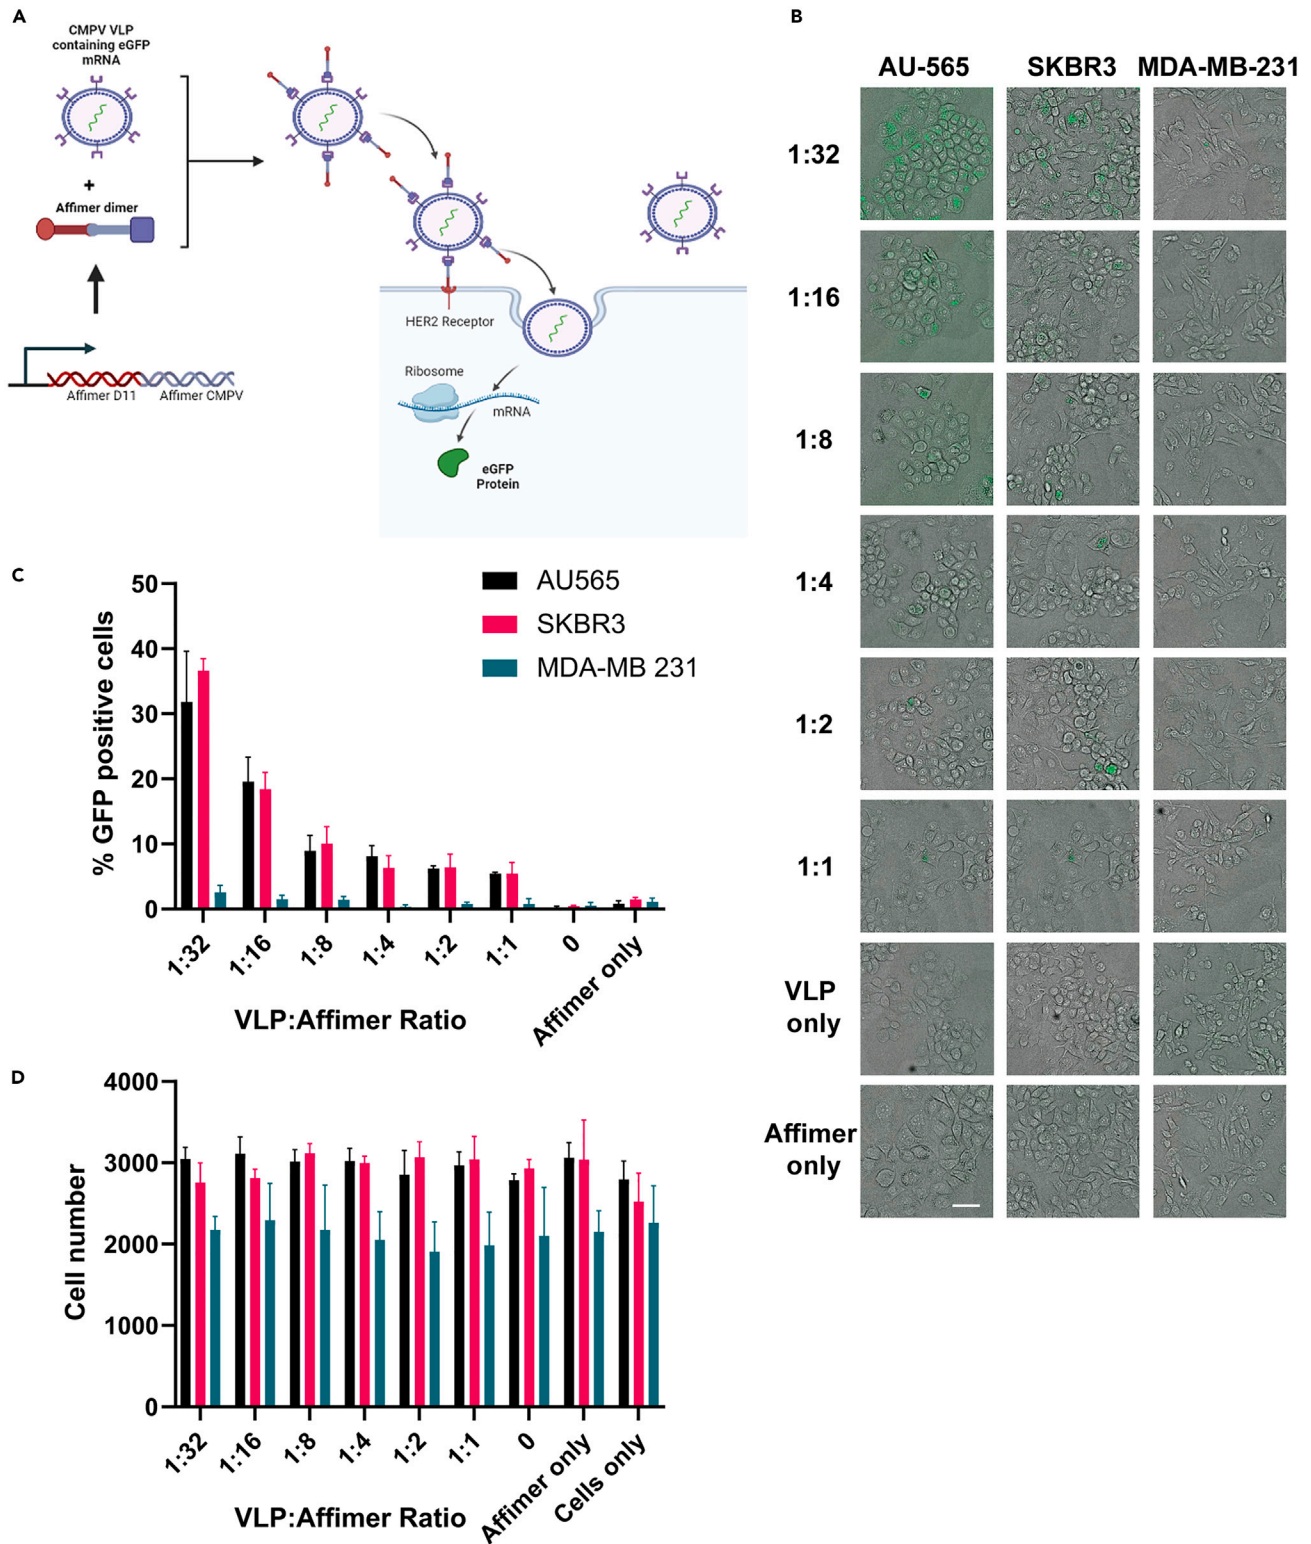 A
CMPV VLP
containing eGFP
mRNA
+
Affimer dimer
Affimer D11
Affimer CMPV
HER2 Receptor
Ribosome
mRNA
eGFP
Protein
B
AU-565
SKBR3
MDA-MB-231
1:32
1:16
1:8
1:4
1:2
1:1
VLP
only
Affimer
only
C
% GFP positive cells
50
40
30
20
10
0
AU565
SKBR3
MDA-MB 231
1:32
1:16
1:8
1:4
1:2
1:1
0
Affimer only
VLP:Affimer Ratio
D
Cell number
4000
3000
2000
1000
0
1:32
1:16
1:8
1:4
1:2
1:1
0
Affimer only
Cells only
VLP:Affimer Ratio